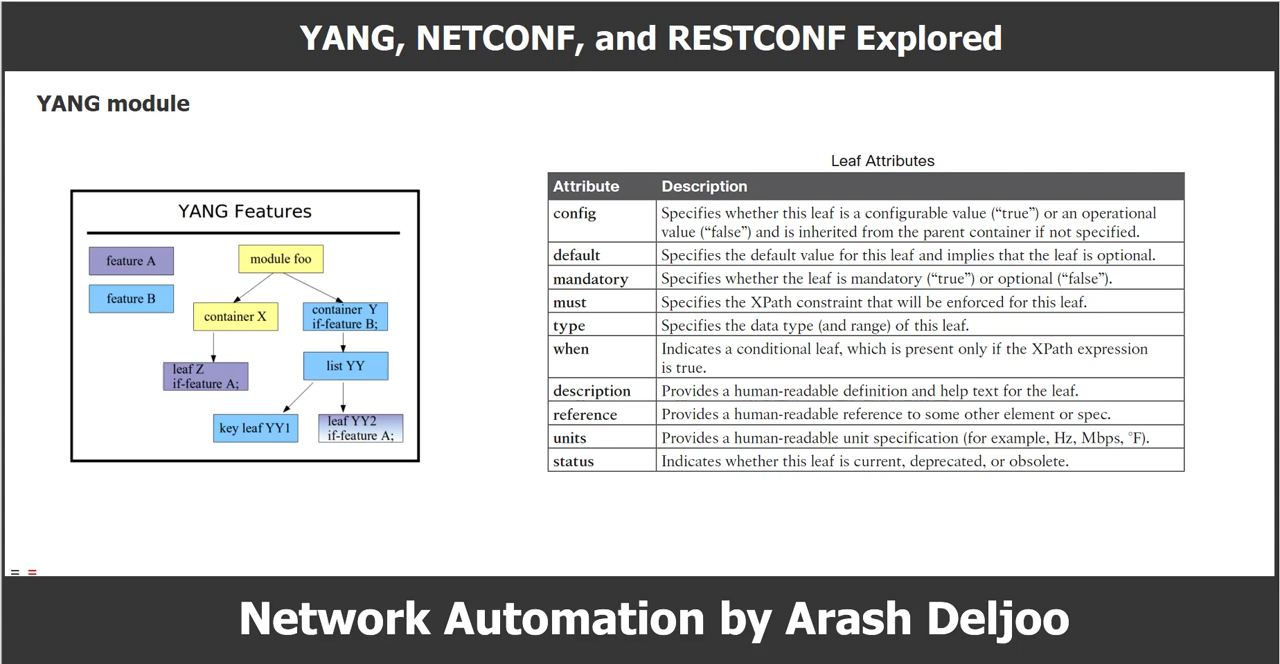 YANG, NETCONF, and RESTCONF Explored
YANG module
YANG Features
feature A
feature B
module foo
container X
container Y
if-feature B;
leaf Z
if-feature A;
list YY
key leaf YY1
leaf YY2
if-feature A;
Leaf Attributes
Attribute Description
config Specifies whether this leaf is a configurable value (“true”) or an operational
value (“false”) and is inherited from the parent container if not specified.
default Specifies the default value for this leaf and implies that the leaf is optional.
mandatory Specifies whether the leaf is mandatory (“true”) or optional (“false”).
must Specifies the XPath constraint that will be enforced for this leaf.
type Specifies the data type (and range) of this leaf.
when Indicates a conditional leaf, which is present only if the XPath expression
is true.
description Provides a human-readable definition and help text for the leaf.
reference Provides a human-readable reference to some other element or spec.
units Provides a human-readable unit specification (for example, Hz, Mbps, °F).
status Indicates whether this leaf is current, deprecated, or obsolete.
= =
Network Automation by Arash Deljoo